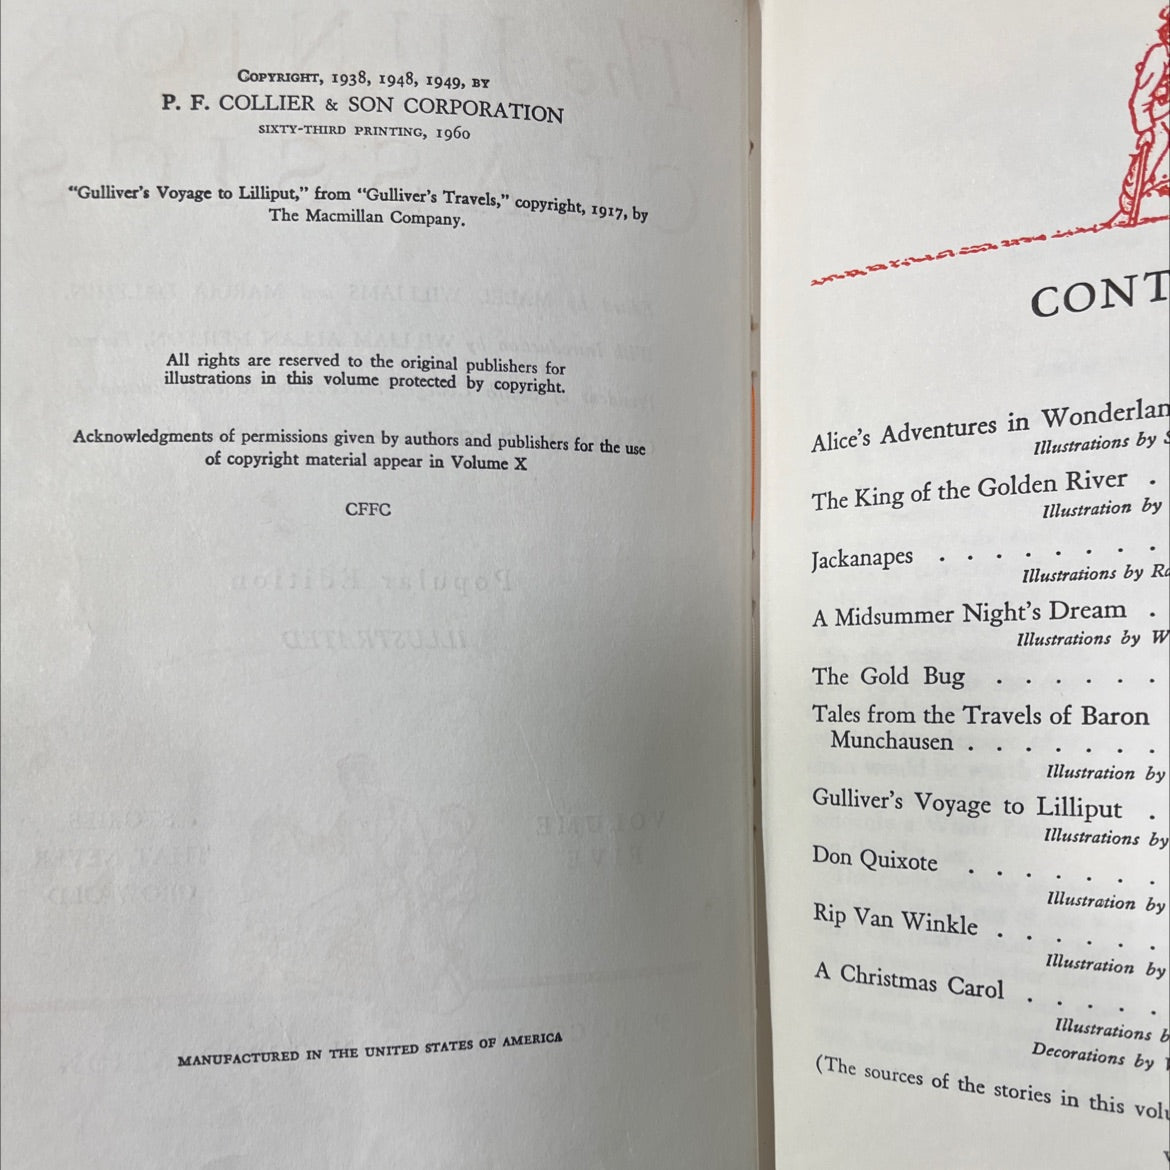 COPYRIGHT, 1938, 1948, 1949, BY
P. F. COLLIER & SON CORPORATION
SIXTY-THIRD PRINTING, 1960
"Gulliver's Voyage to Lilliput," from "Gulliver's Travels," copyright, 1917, by
The Macmillan Company.
All rights are reserved to the original publishers for
illustrations in this volume protected by copyright.
Acknowledgments of permissions given by authors and publishers for the use
of copyright material appear in Volume X
CFFC
MANUFACTURED IN THE UNITED STATES OF AMERICA
CONT
Alice's Adventures in Wonderlan
Illustrations by S
The King of the Golden River .
Illustration by
Jackanapes . . . . . . . .
Illustrations by Ra
A Midsummer Night's Dream .
Illustrations by W
The Gold Bug . . . . . .
Tales from the Travels of Baron
Munchausen . . . . . . .
Illustration by
Gulliver's Voyage to Lilliput .
Illustrations by
Don Quixote . . . . . . .
Illustration by
Rip Van Winkle . . . . . .
Illustration by
A Christmas Carol . . . . .
Illustrations b
Decorations by
(The sources of the stories in this volu